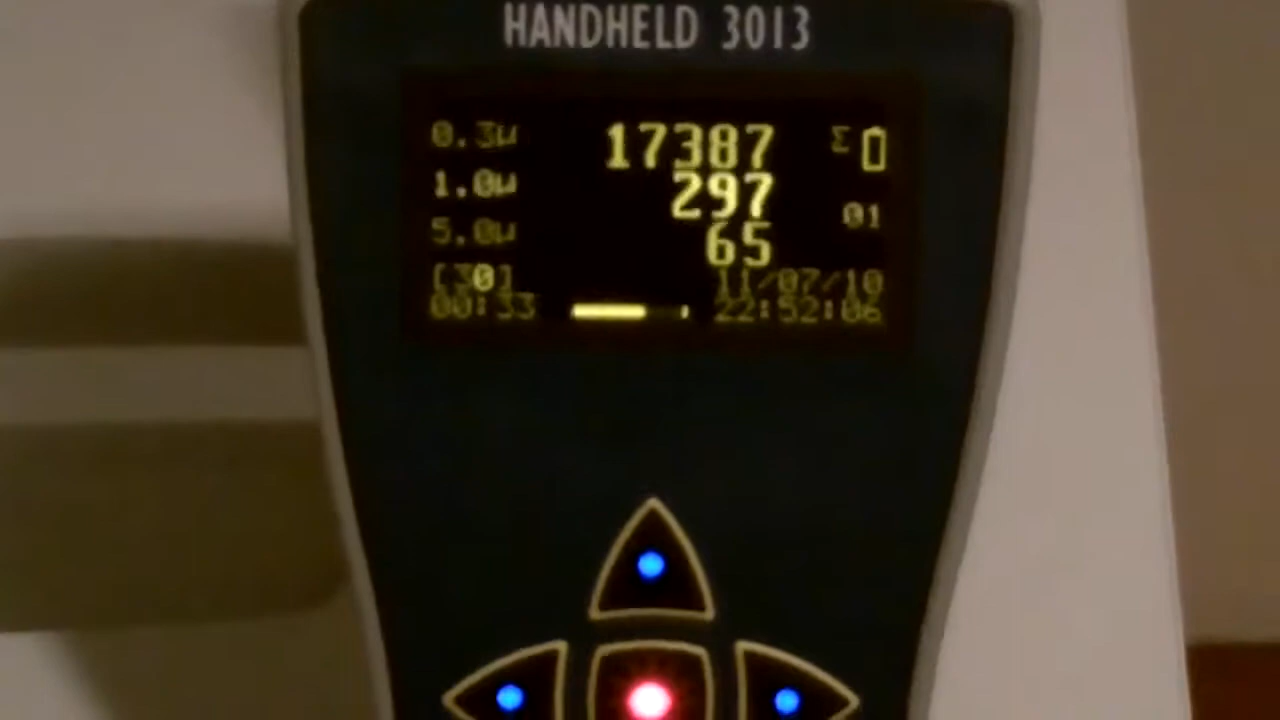 HANDHELD 3013
0.3µ 17387 Σ
1.0µ 297
01
5.0µ 65
[30] 11/07/10
00:33 22:52:06